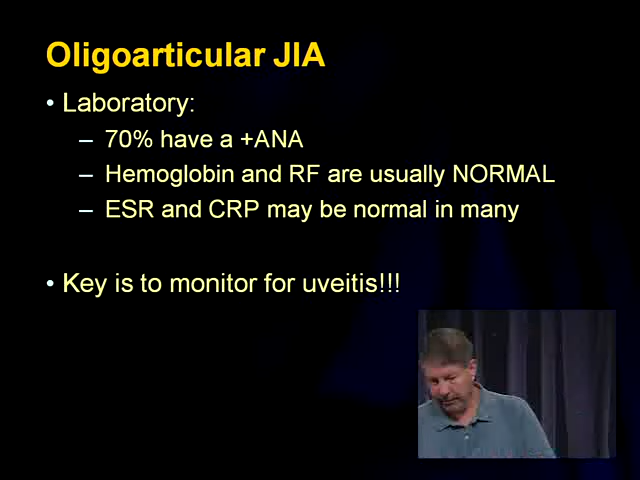 Oligoarticular JIA
• Laboratory:
– 70% have a +ANA
– Hemoglobin and RF are usually NORMAL
– ESR and CRP may be normal in many
• Key is to monitor for uveitis!!!